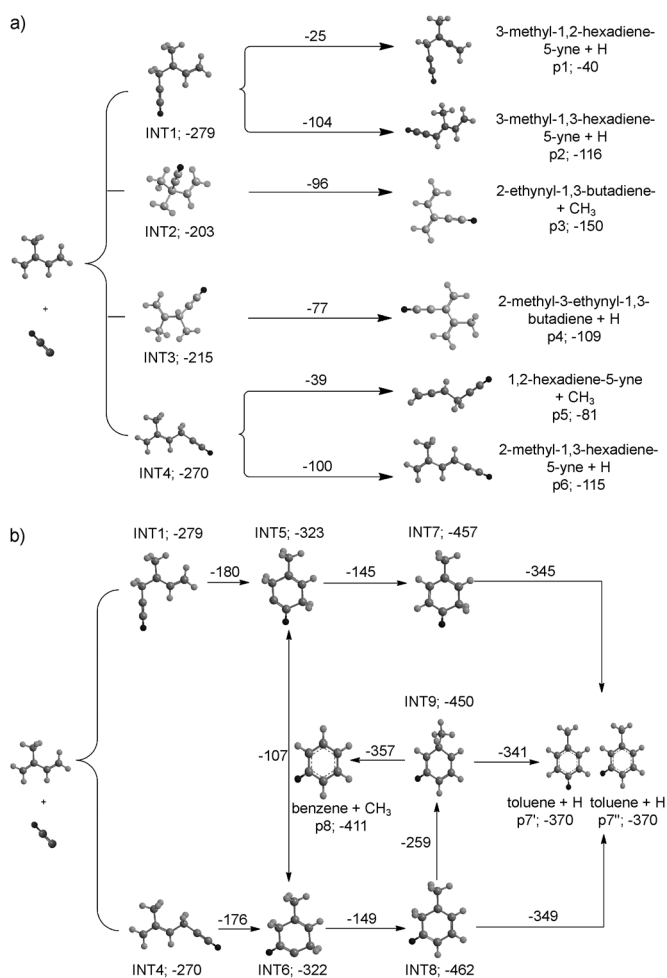 a)
-25
3-methyl-1,2-hexadiene-
5-yne + H
p1; -40
INT1; -279
-104
3-methyl-1,3-hexadiene-
5-yne + H
p2; -116
-96
2-ethynyl-1,3-butadiene-
+ CH3
p3; -150
INT2; -203
+
-77
2-methyl-3-ethynyl-1,3-
butadiene + H
p4; -109
INT3; -215
-39
1,2-hexadiene-5-yne
+ CH3
p5; -81
INT4; -270
-100
2-methyl-1,3-hexadiene-
5-yne + H
p6; -115
b)
INT1; -279
INT5; -323
INT7; -457
-180
-145
-345
INT9; -450
+
-107
-357
-341
benzene + CH3
p8; -411
toluene + H
p7'; -370
toluene + H
p7"; -370
-259
-176
-149
-349
INT4; -270
INT6; -322
INT8; -462